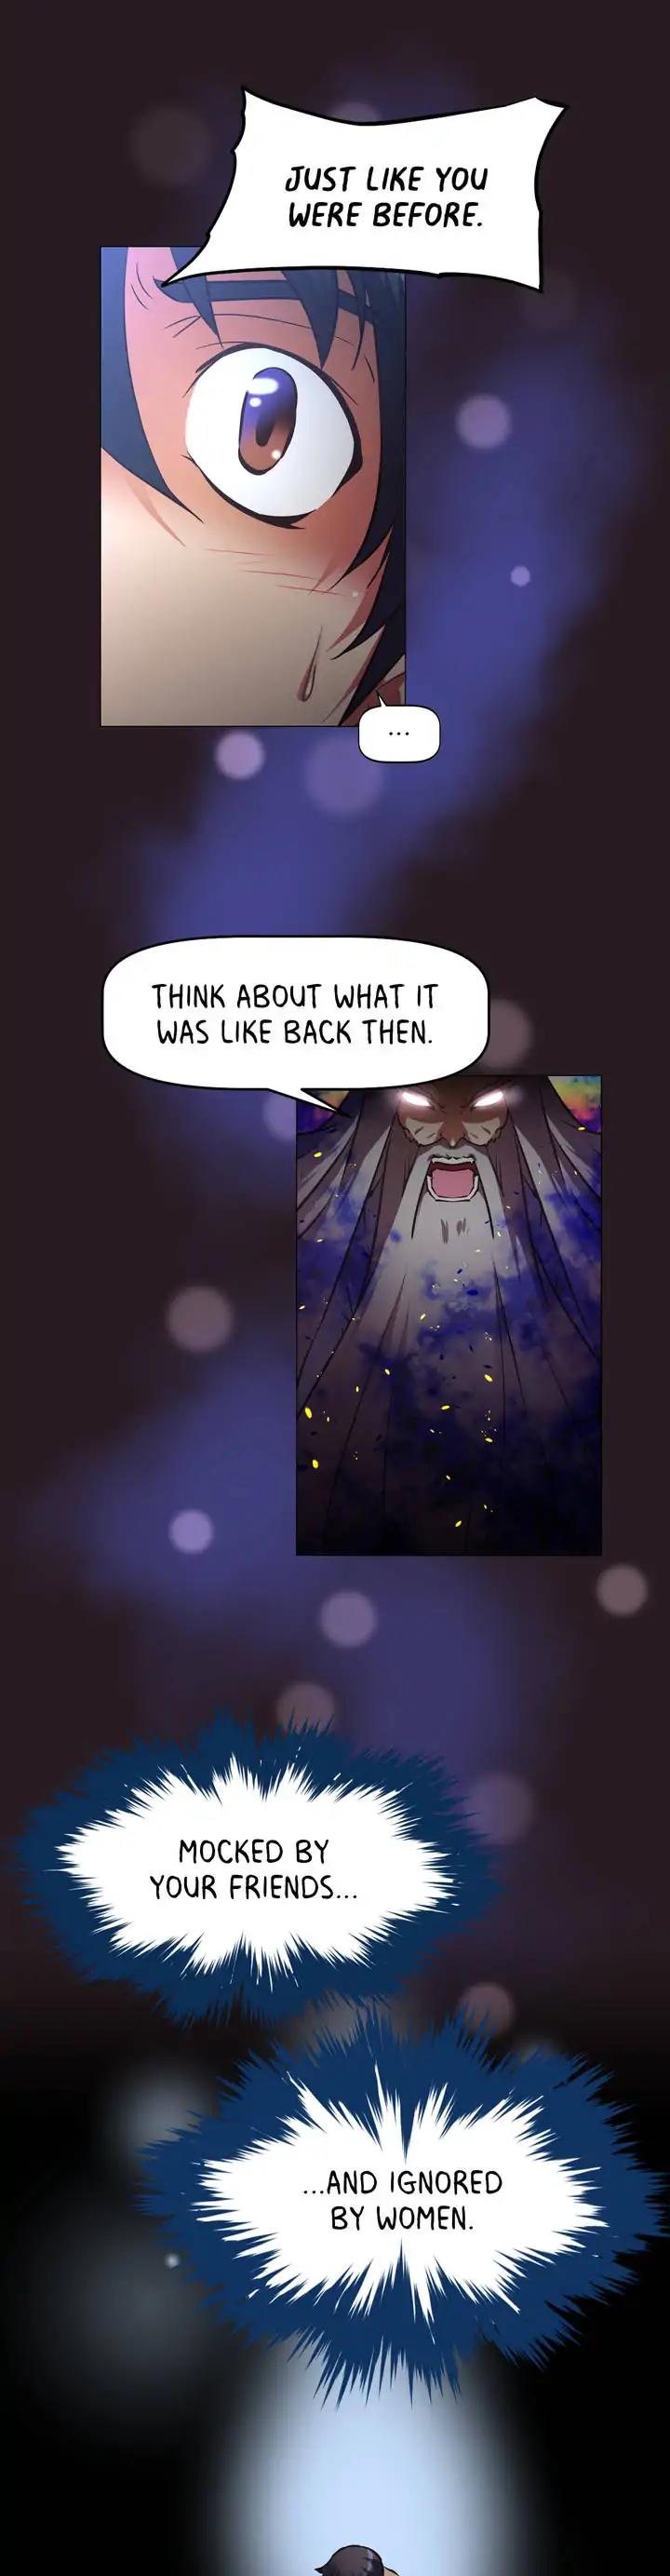 JUST LIKE YOU
WERE BEFORE.
...
THINK ABOUT WHAT IT
WAS LIKE BACK THEN.
MOCKED BY
YOUR FRIENDS...
...AND IGNORED
BY WOMEN.